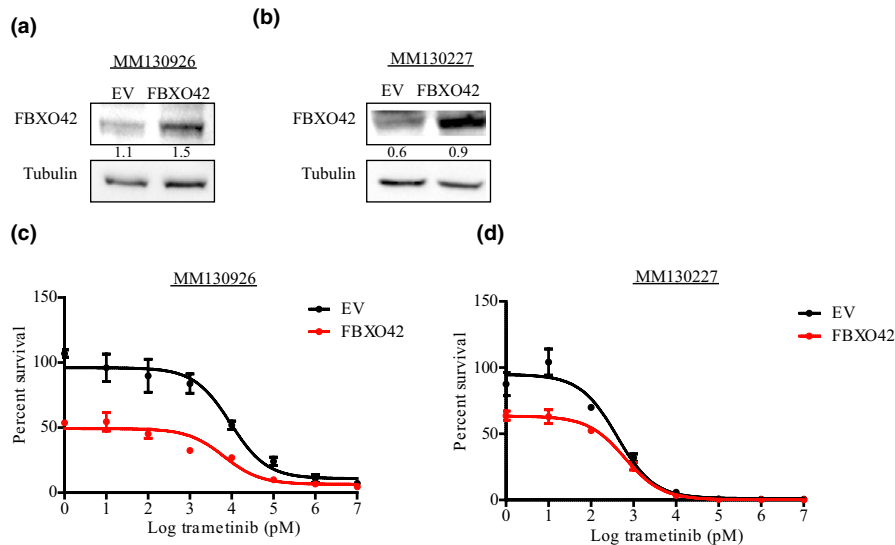 (a)
MM130926
EV FBXO42
FBXO42
1.1 1.5
Tubulin
(b)
MM130227
EV FBXO42
FBXO42
0.6 0.9
Tubulin
(c)
MM130926
150
100
50
0
Percent survival
0 1 2 3 4 5 6 7
Log trametinib (pM)
EV
FBXO42
(d)
MM130227
150
100
50
0
Percent survival
0 1 2 3 4 5 6 7
Log trametinib (pM)
EV
FBXO42